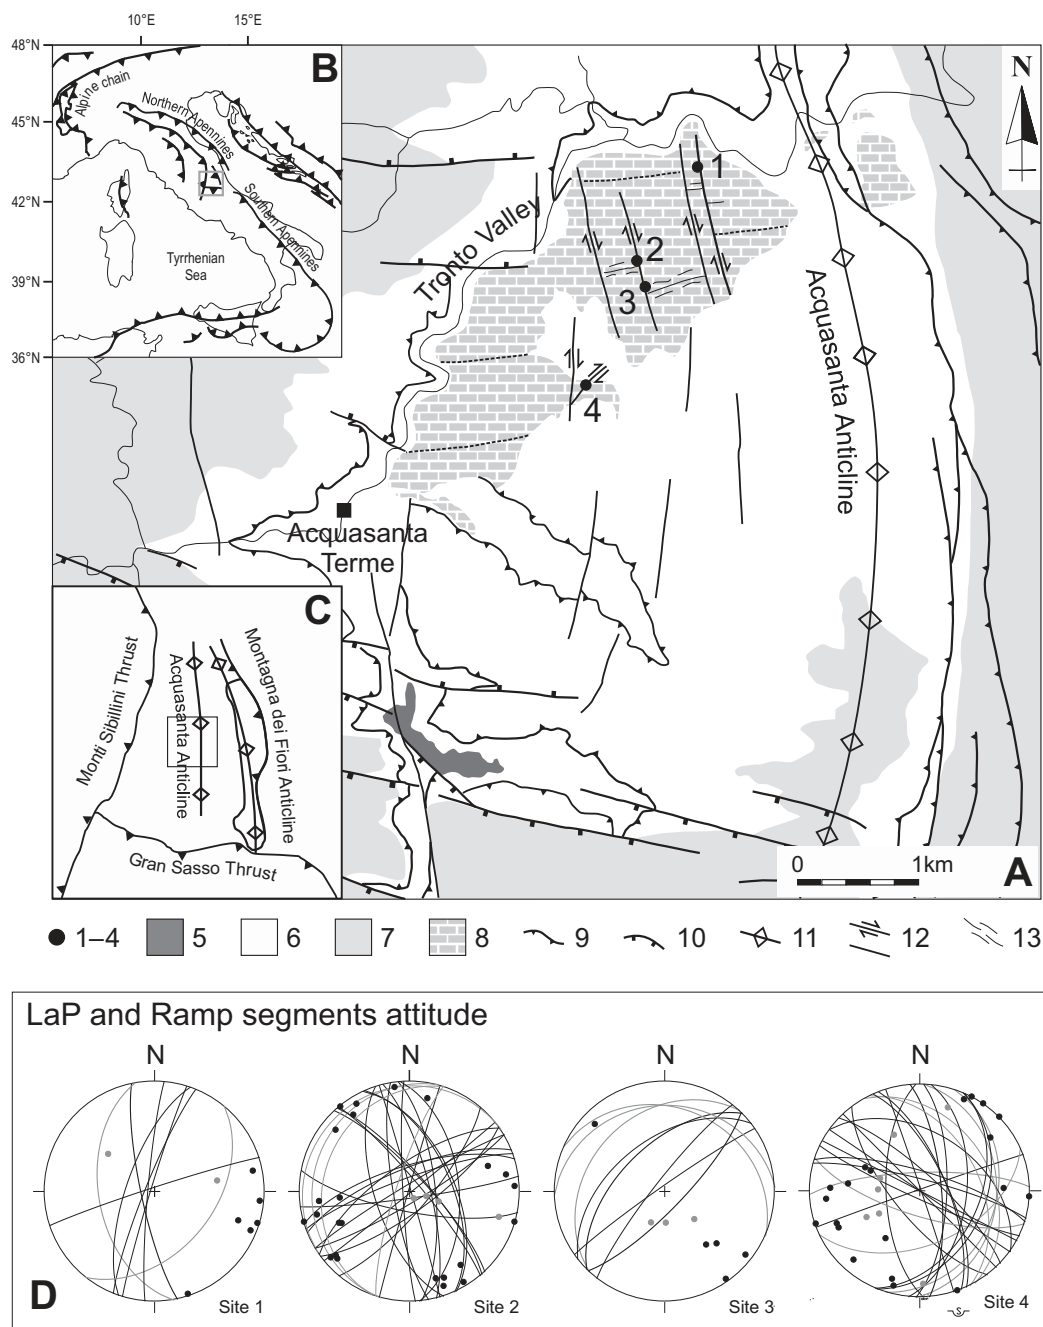 10°E 15°E
48°N
45°N
42°N
39°N
36°N
B
Alpine chain
Northern Apennines
Southern Apennines
Tyrrhenian
Sea
N
1
2
3
4
Tronto Valley
Acquasanta Anticline
Acquasanta
Terme
C
Monti Sibillini Thrust
Acquasanta Anticline
Montagna dei Fiori Anticline
Gran Sasso Thrust
0 1km
A
1–4 5 6 7 8 9 10 11 12 13
LaP and Ramp segments attitude
N N N N
D
Site 1 Site 2 Site 3 Site 4
S